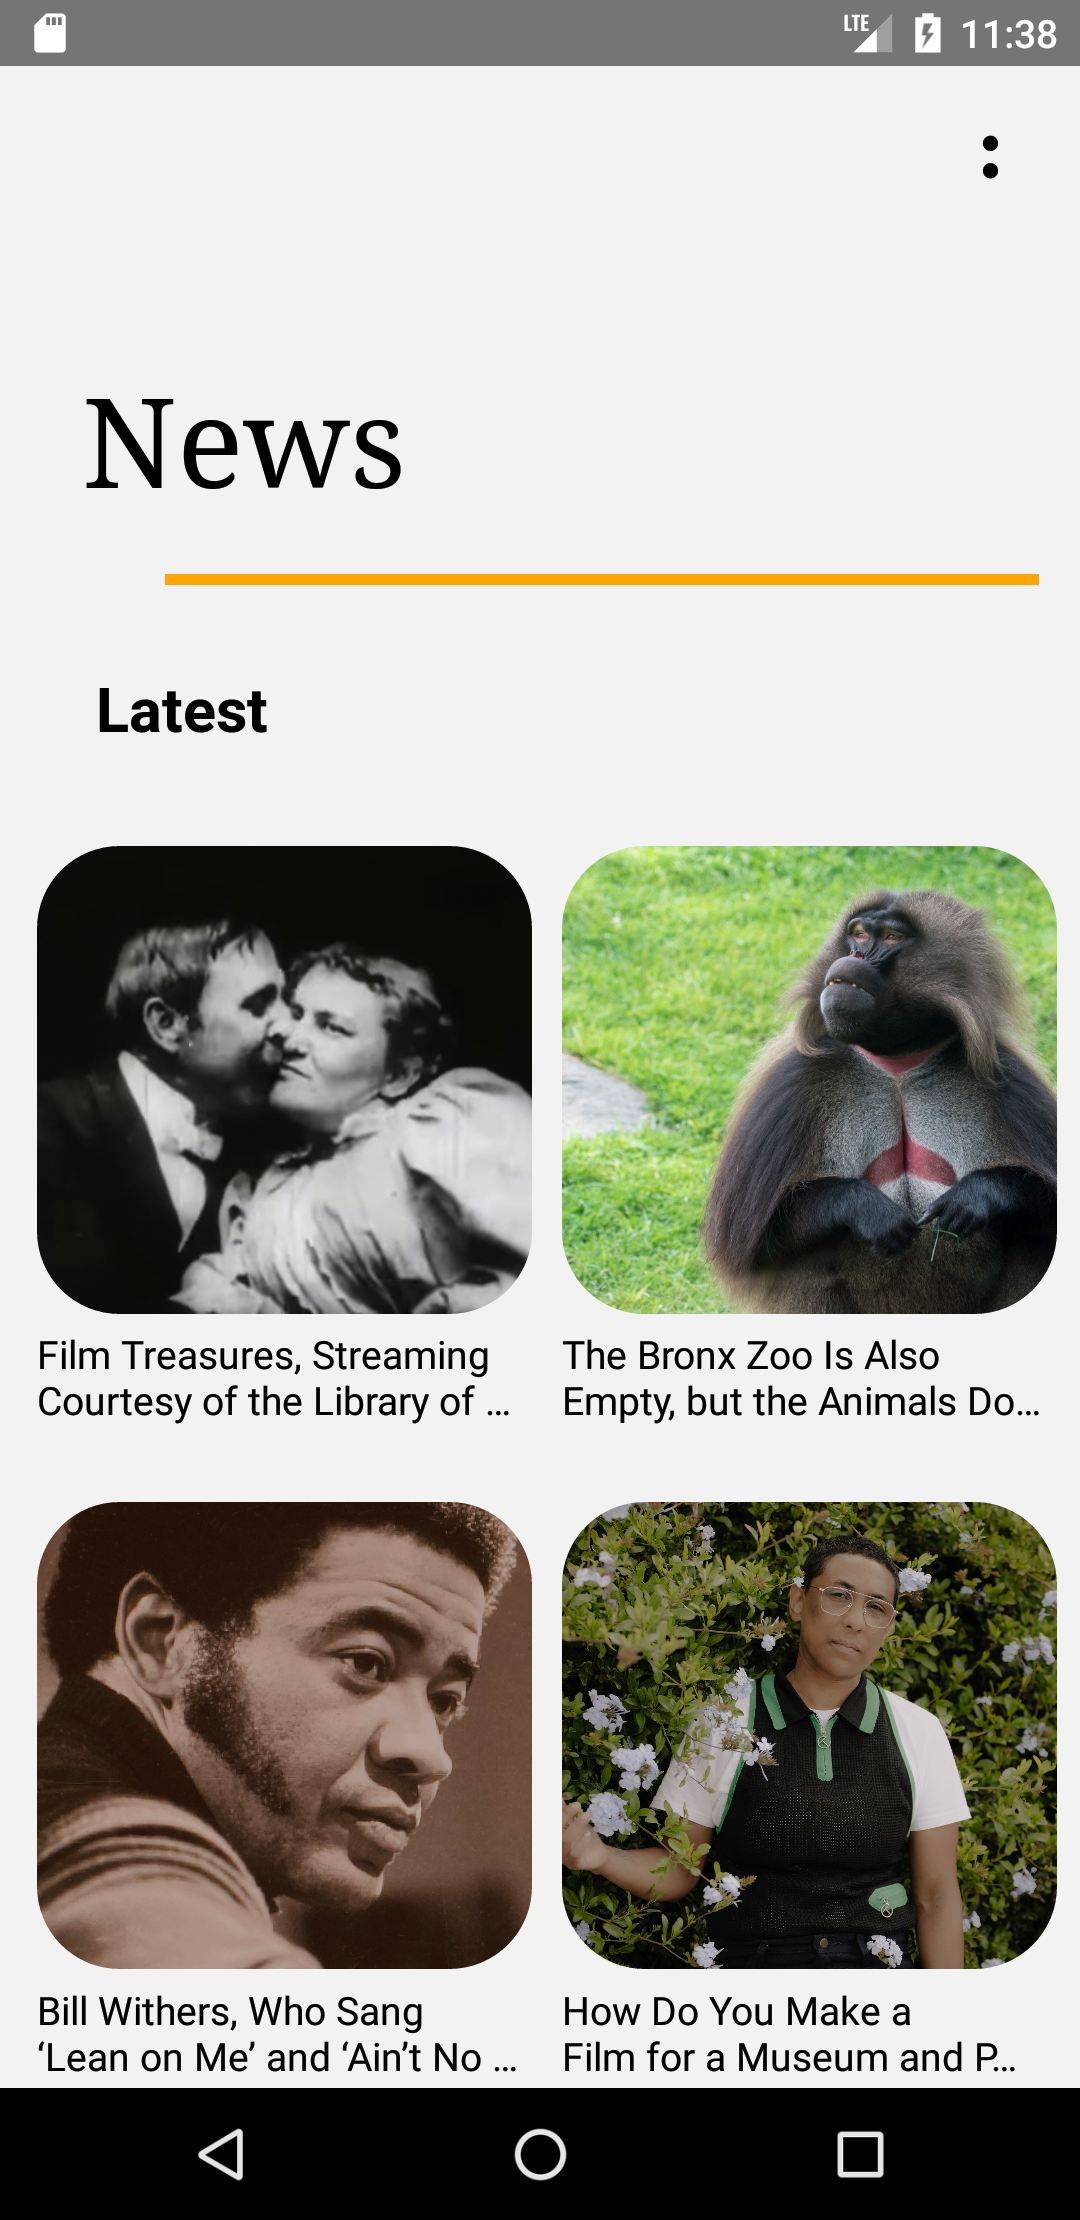 LTE 11:38
News
Latest
Film Treasures, Streaming
Courtesy of the Library of ...
The Bronx Zoo Is Also
Empty, but the Animals Do...
Bill Withers, Who Sang
‘Lean on Me’ and ‘Ain’t No ...
How Do You Make a
Film for a Museum and P...